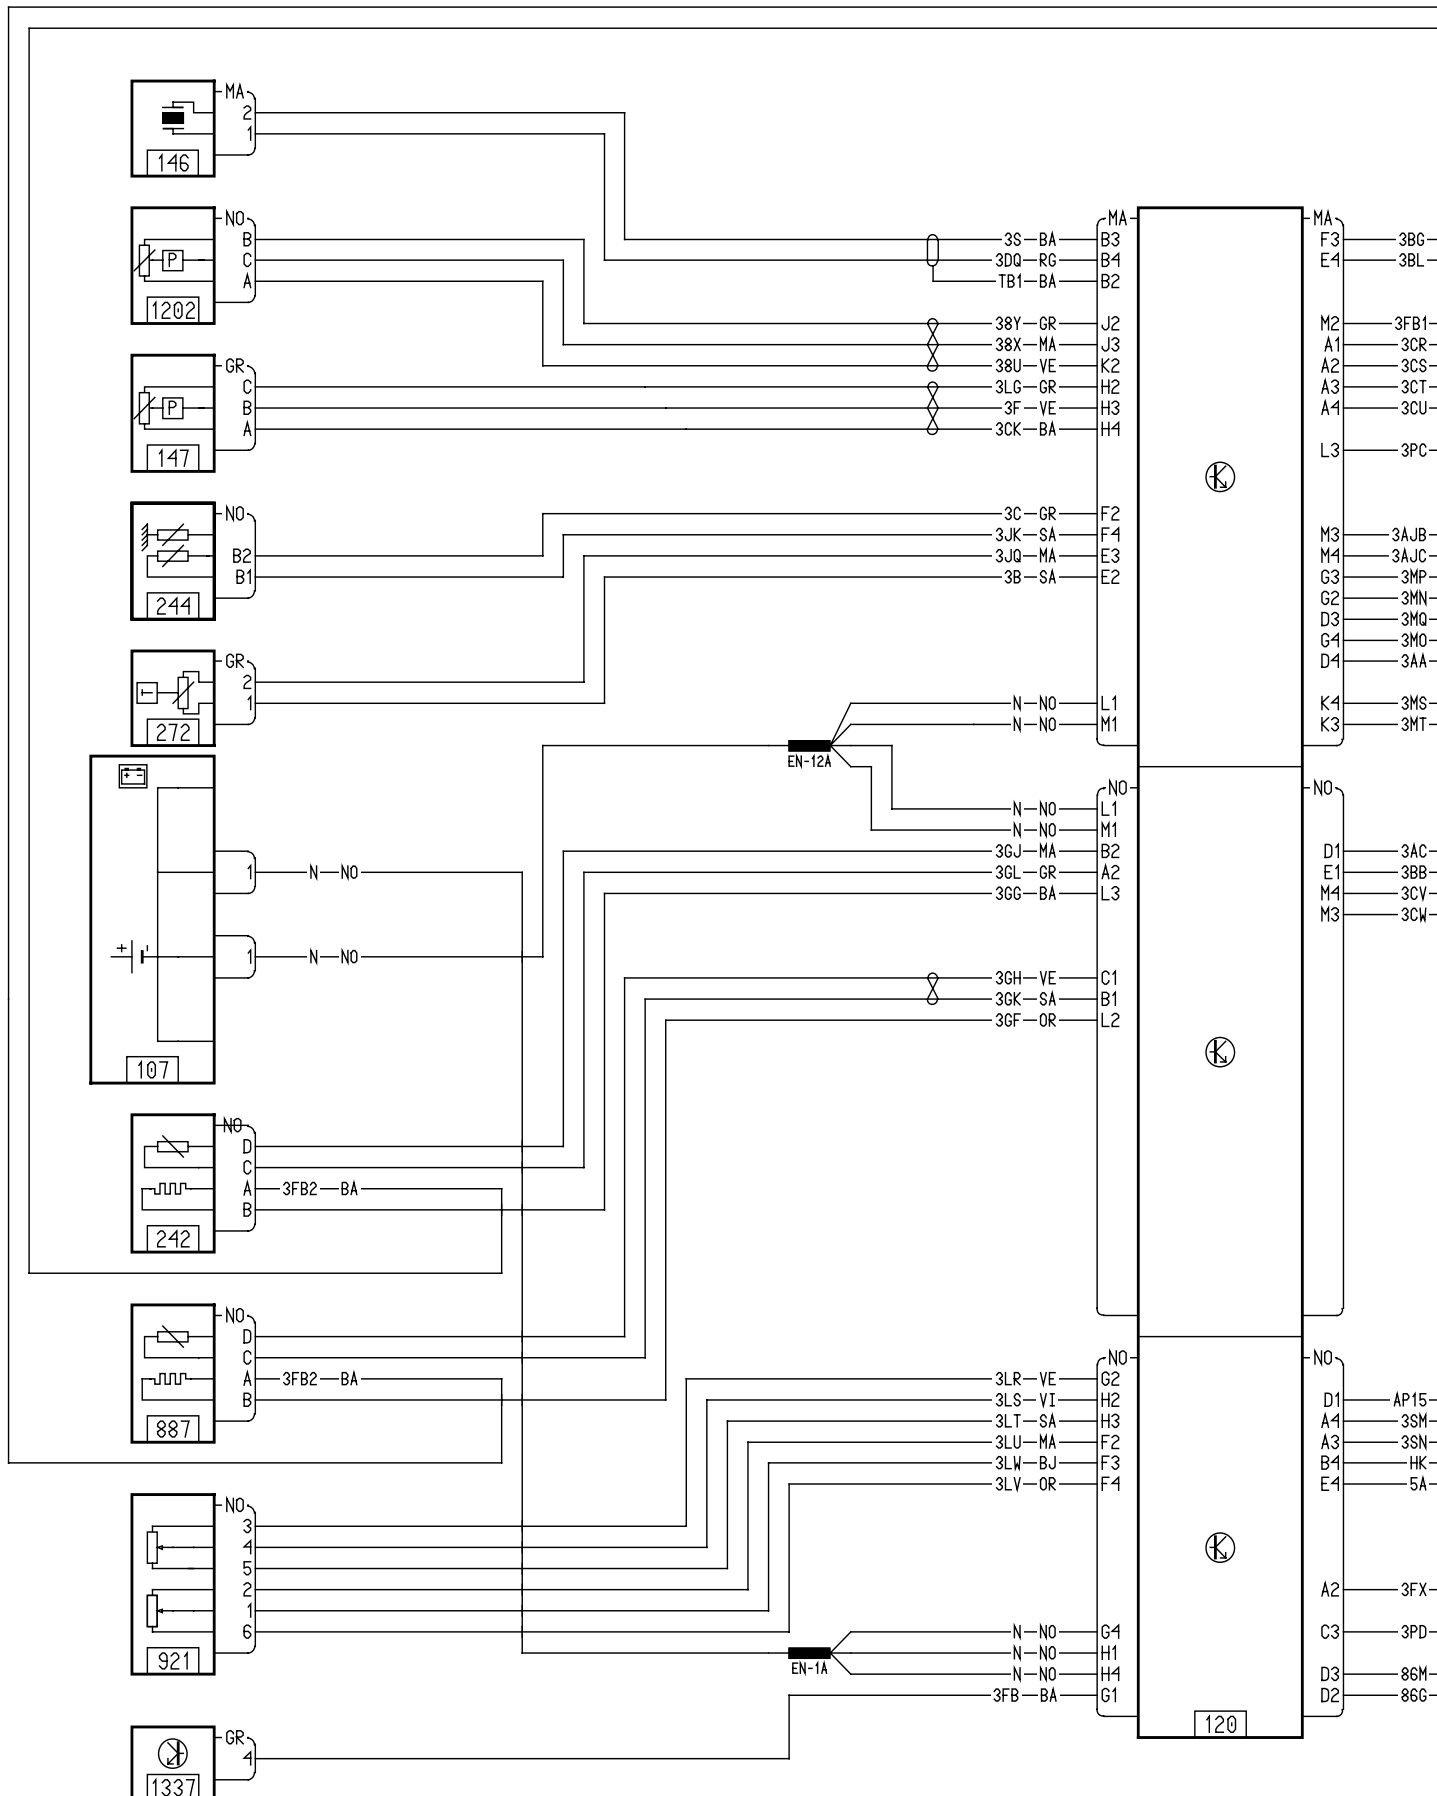 MA
2
1
146
NO
B
C
A
P
1202
GR
C
B
A
P
147
NO
B2
B1
244
GR
2
1
T
272
1 N NO
+ -
1 N NO
107
NO
D
C
A 3FB2 BA
B
242
NO
D
C
A 3FB2 BA
B
887
NO
3
4
5
2
1
6
921
GR
4
1337
EN-12A
EN-1A
MA
3S BA B3
3DQ RG B4
TB1 BA B2
38Y GR J2
38X MA J3
38U VE K2
3LG GR H2
3F VE H3
3CK BA H4
3C GR F2
3JK SA F4
3JQ MA E3
3B SA E2
N NO L1
N NO M1
NO
N NO L1
N NO M1
3GJ MA B2
3GL GR A2
3GG BA L3
3GH VE C1
3GK SA B1
3GF OR L2
NO
3LR VE G2
3LS VI H2
3LT SA H3
3LU MA F2
3LW BJ F3
3LV OR F4
N NO G4
N NO H1
N NO H4
3FB BA G1
120
MA
F3 3BG
E4 3BL
M2 3FB1
A1 3CR
A2 3CS
A3 3CT
A4 3CU
L3 3PC
M3 3AJB
M4 3AJC
G3 3MP
G2 3MN
D3 3MQ
G4 3MO
D4 3AA
K4 3MS
K3 3MT
NO
D1 3AC
E1 3BB
M4 3CV
M3 3CW
NO
D1 AP15
A4 3SM
A3 3SN
B4 HK
E4 5A
A2 3FX
C3 3PD
D3 86M
D2 86G